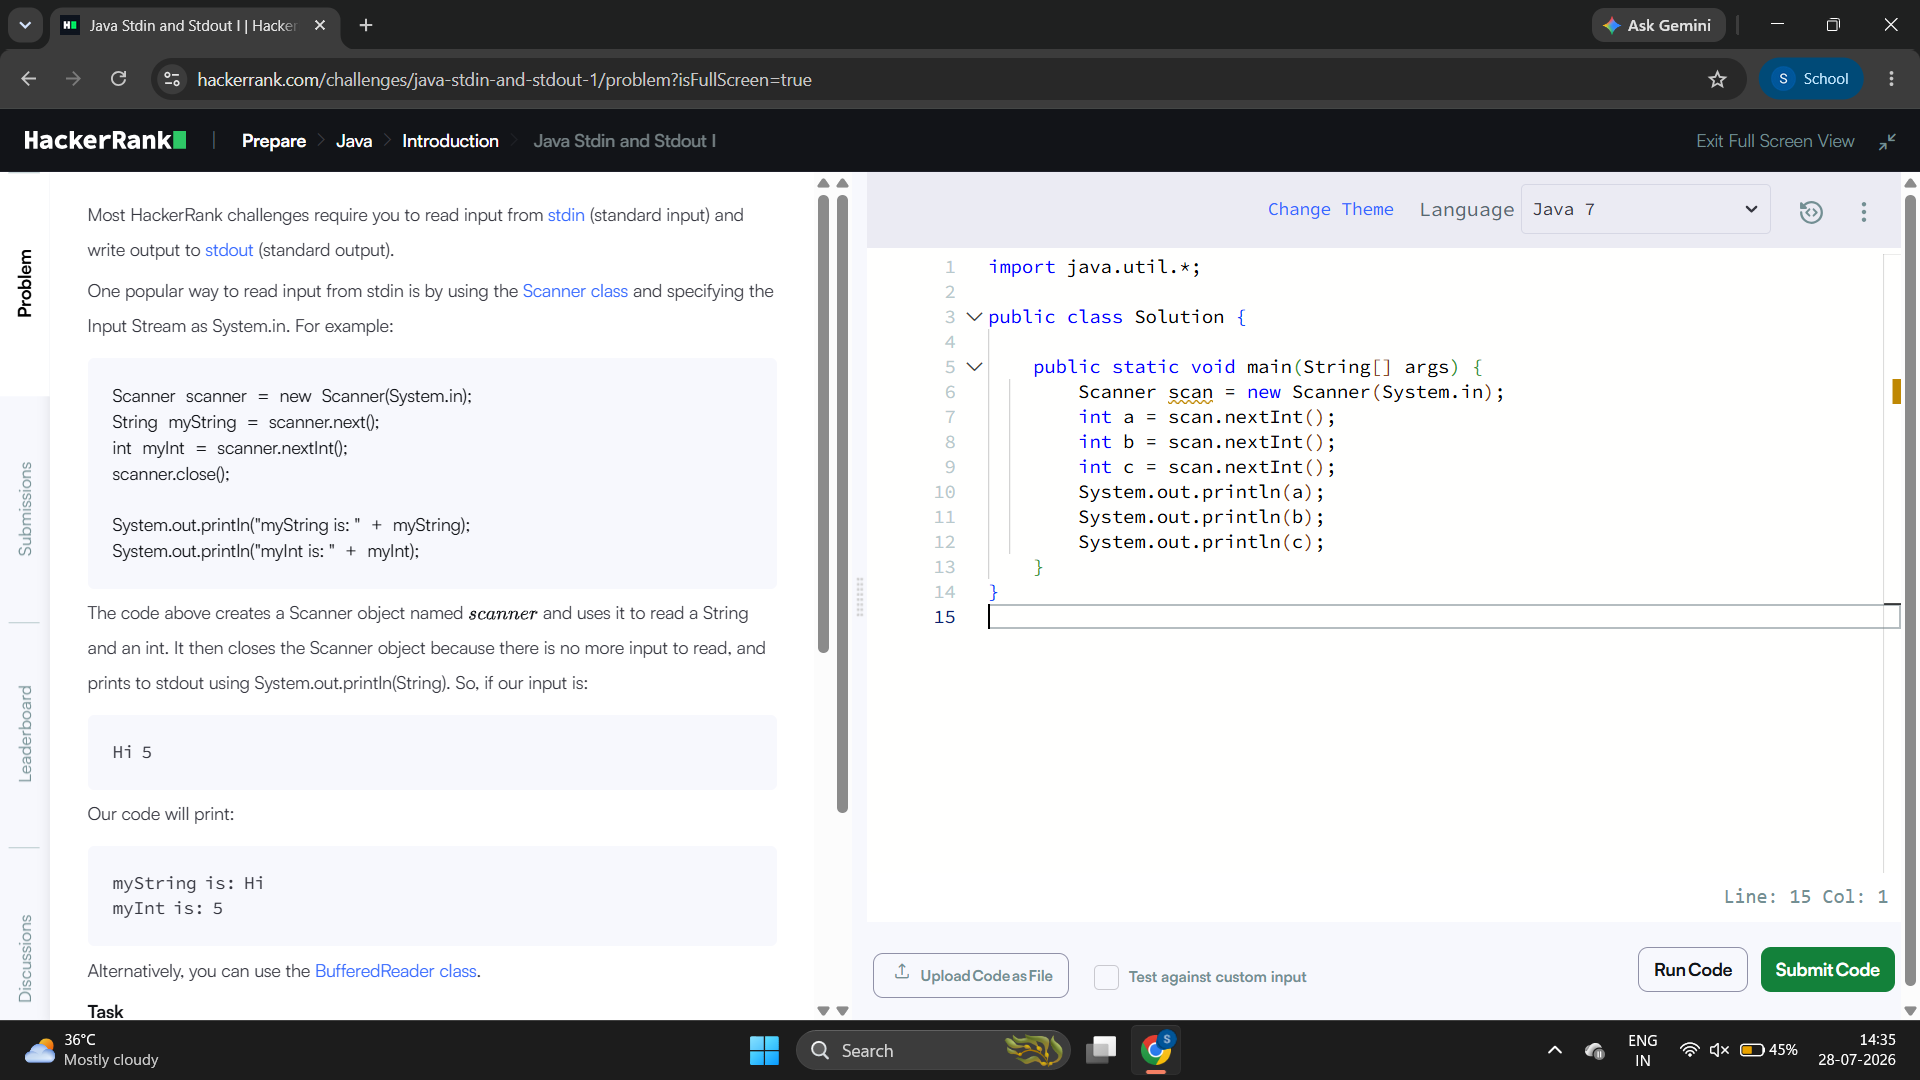 Java Stdin and Stdout I | Hacker
Ask Gemini
hackerrank.com/challenges/java-stdin-and-stdout-1/problem?isFullScreen=true
S School
HackerRank
Prepare
Java
Introduction
Java Stdin and Stdout I
Exit Full Screen View
Problem
Submissions
Leaderboard
Discussions
Most HackerRank challenges require you to read input from stdin (standard input) and
write output to stdout (standard output).
One popular way to read input from stdin is by using the Scanner class and specifying the
Input Stream as System.in. For example:
Scanner scanner = new Scanner(System.in);
String myString = scanner.next();
int myInt = scanner.nextInt();
scanner.close();
System.out.println("myString is: " + myString);
System.out.println("myInt is: " + myInt);
The code above creates a Scanner object named scanner and uses it to read a String
and an int. It then closes the Scanner object because there is no more input to read, and
prints to stdout using System.out.println(String). So, if our input is:
Hi 5
Our code will print:
myString is: Hi
myInt is: 5
Alternatively, you can use the BufferedReader class.
Task
Change Theme
Language
Java 7
1 import java.util.*;
2
3 public class Solution {
4
5 public static void main(String[] args) {
6 Scanner scan = new Scanner(System.in);
7 int a = scan.nextInt();
8 int b = scan.nextInt();
9 int c = scan.nextInt();
10 System.out.println(a);
11 System.out.println(b);
12 System.out.println(c);
13 }
14 }
15
Line: 15 Col: 1
Upload Code as File
Test against custom input
Run Code
Submit Code
36°C
Mostly cloudy
Search
S
ENG
IN
45%
14:35
28-07-2026